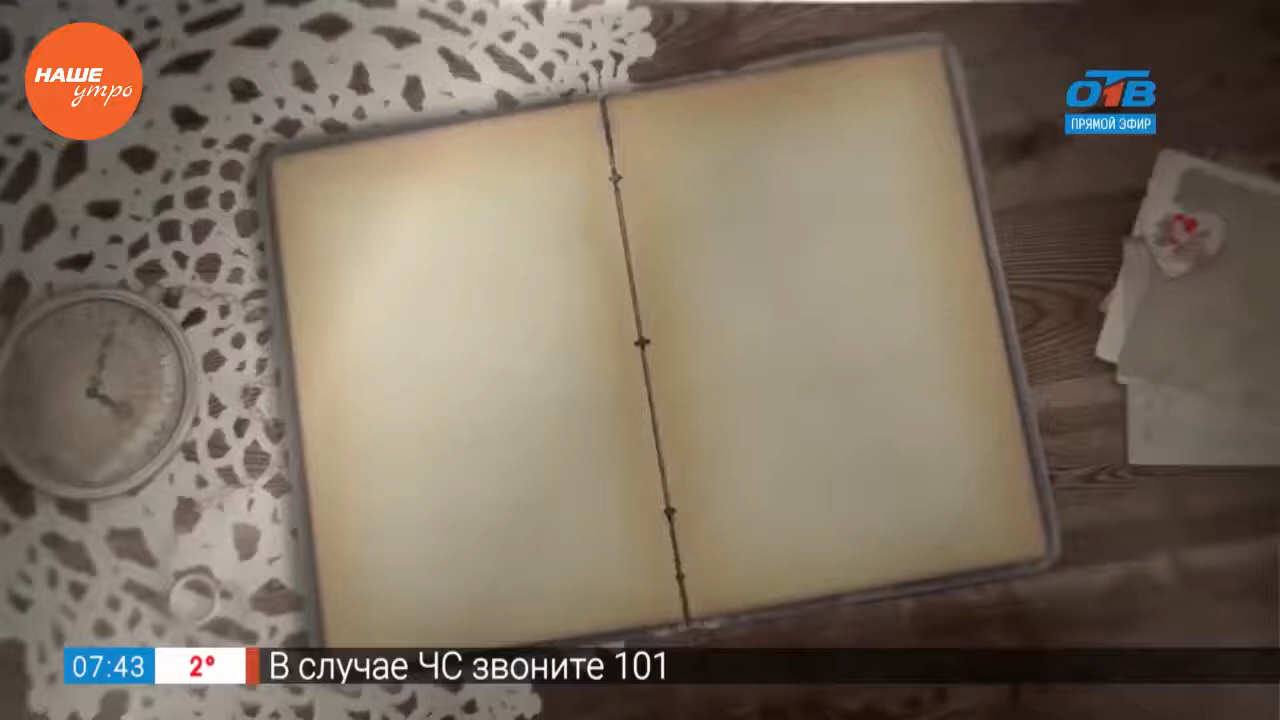 НАШЕ
утро
ОТВ
ПРЯМОЙ ЭФИР
07:43
2°
В случае ЧС звоните 101